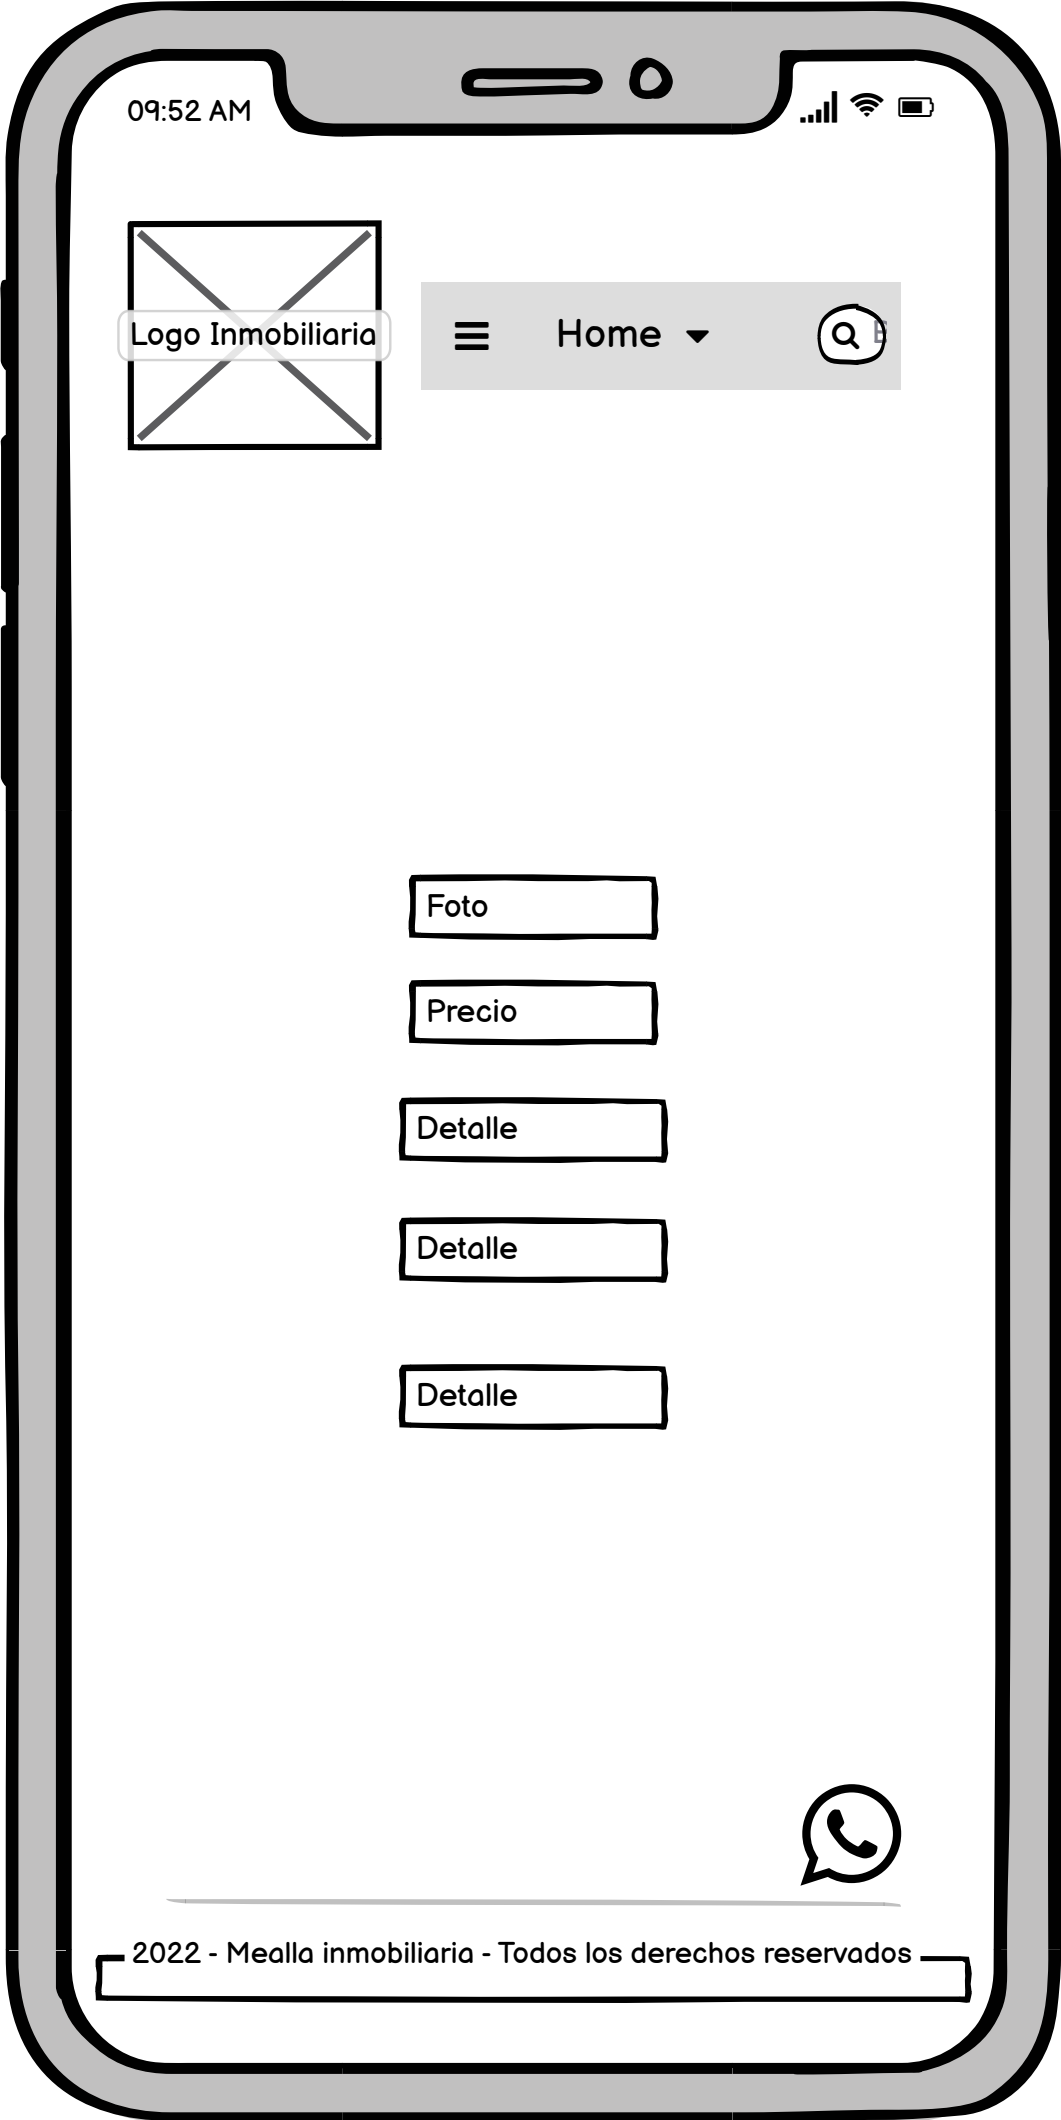 09:52 AM
Logo Inmobiliaria
Home
Foto
Precio
Detalle
Detalle
Detalle
2022 - Mealla inmobiliaria - Todos los derechos reservados